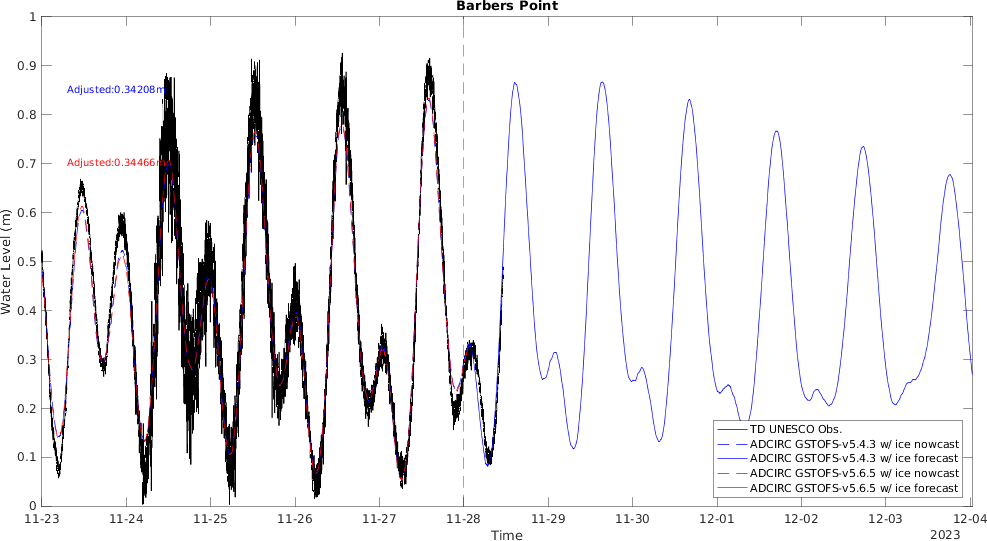 Barbers Point
1
0.9
0.8
0.7
0.6
0.5
0.4
0.3
0.2
0.1
0
Water Level (m)
Adjusted:0.34208m
Adjusted:0.34466m
TD UNESCO Obs.
ADCIRC GSTOFS-v5.4.3 w/ ice nowcast
ADCIRC GSTOFS-v5.4.3 w/ ice forecast
ADCIRC GSTOFS-v5.6.5 w/ ice nowcast
ADCIRC GSTOFS-v5.6.5 w/ ice forecast
11-23 11-24 11-25 11-26 11-27 11-28 11-29 11-30 12-01 12-02 12-03 12-04
Time
2023